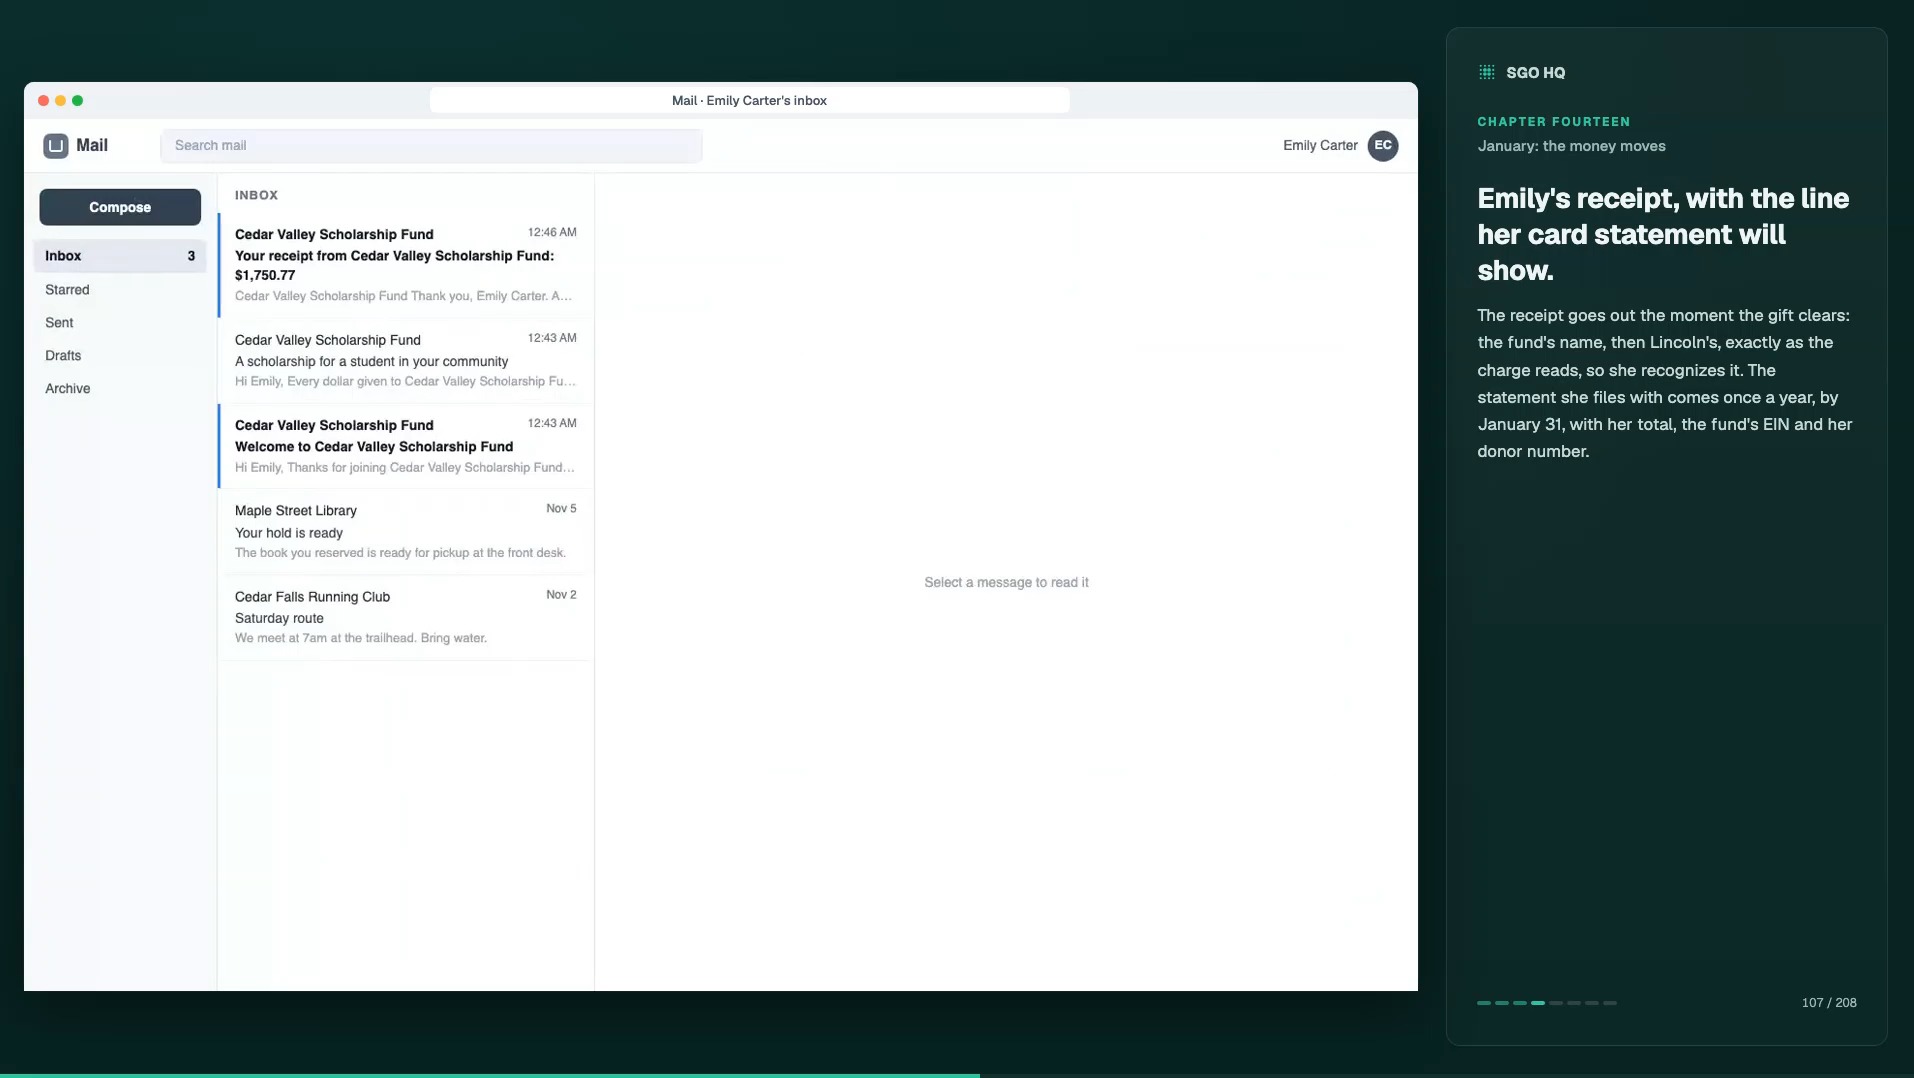 Mail · Emily Carter's inbox
Mail
Search mail
Emily Carter
EC
Compose
Inbox 3
Starred
Sent
Drafts
Archive
INBOX
Cedar Valley Scholarship Fund 12:46 AM
Your receipt from Cedar Valley Scholarship Fund:
$1,750.77
Cedar Valley Scholarship Fund Thank you, Emily Carter. A…
Cedar Valley Scholarship Fund 12:43 AM
A scholarship for a student in your community
Hi Emily, Every dollar given to Cedar Valley Scholarship Fu…
Cedar Valley Scholarship Fund 12:43 AM
Welcome to Cedar Valley Scholarship Fund
Hi Emily, Thanks for joining Cedar Valley Scholarship Fund…
Maple Street Library Nov 5
Your hold is ready
The book you reserved is ready for pickup at the front desk.
Cedar Falls Running Club Nov 2
Saturday route
We meet at 7am at the trailhead. Bring water.
Select a message to read it
SGO HQ
CHAPTER FOURTEEN
January: the money moves
Emily's receipt, with the line
her card statement will
show.
The receipt goes out the moment the gift clears:
the fund's name, then Lincoln's, exactly as the
charge reads, so she recognizes it. The
statement she files with comes once a year, by
January 31, with her total, the fund's EIN and her
donor number.
107 / 208